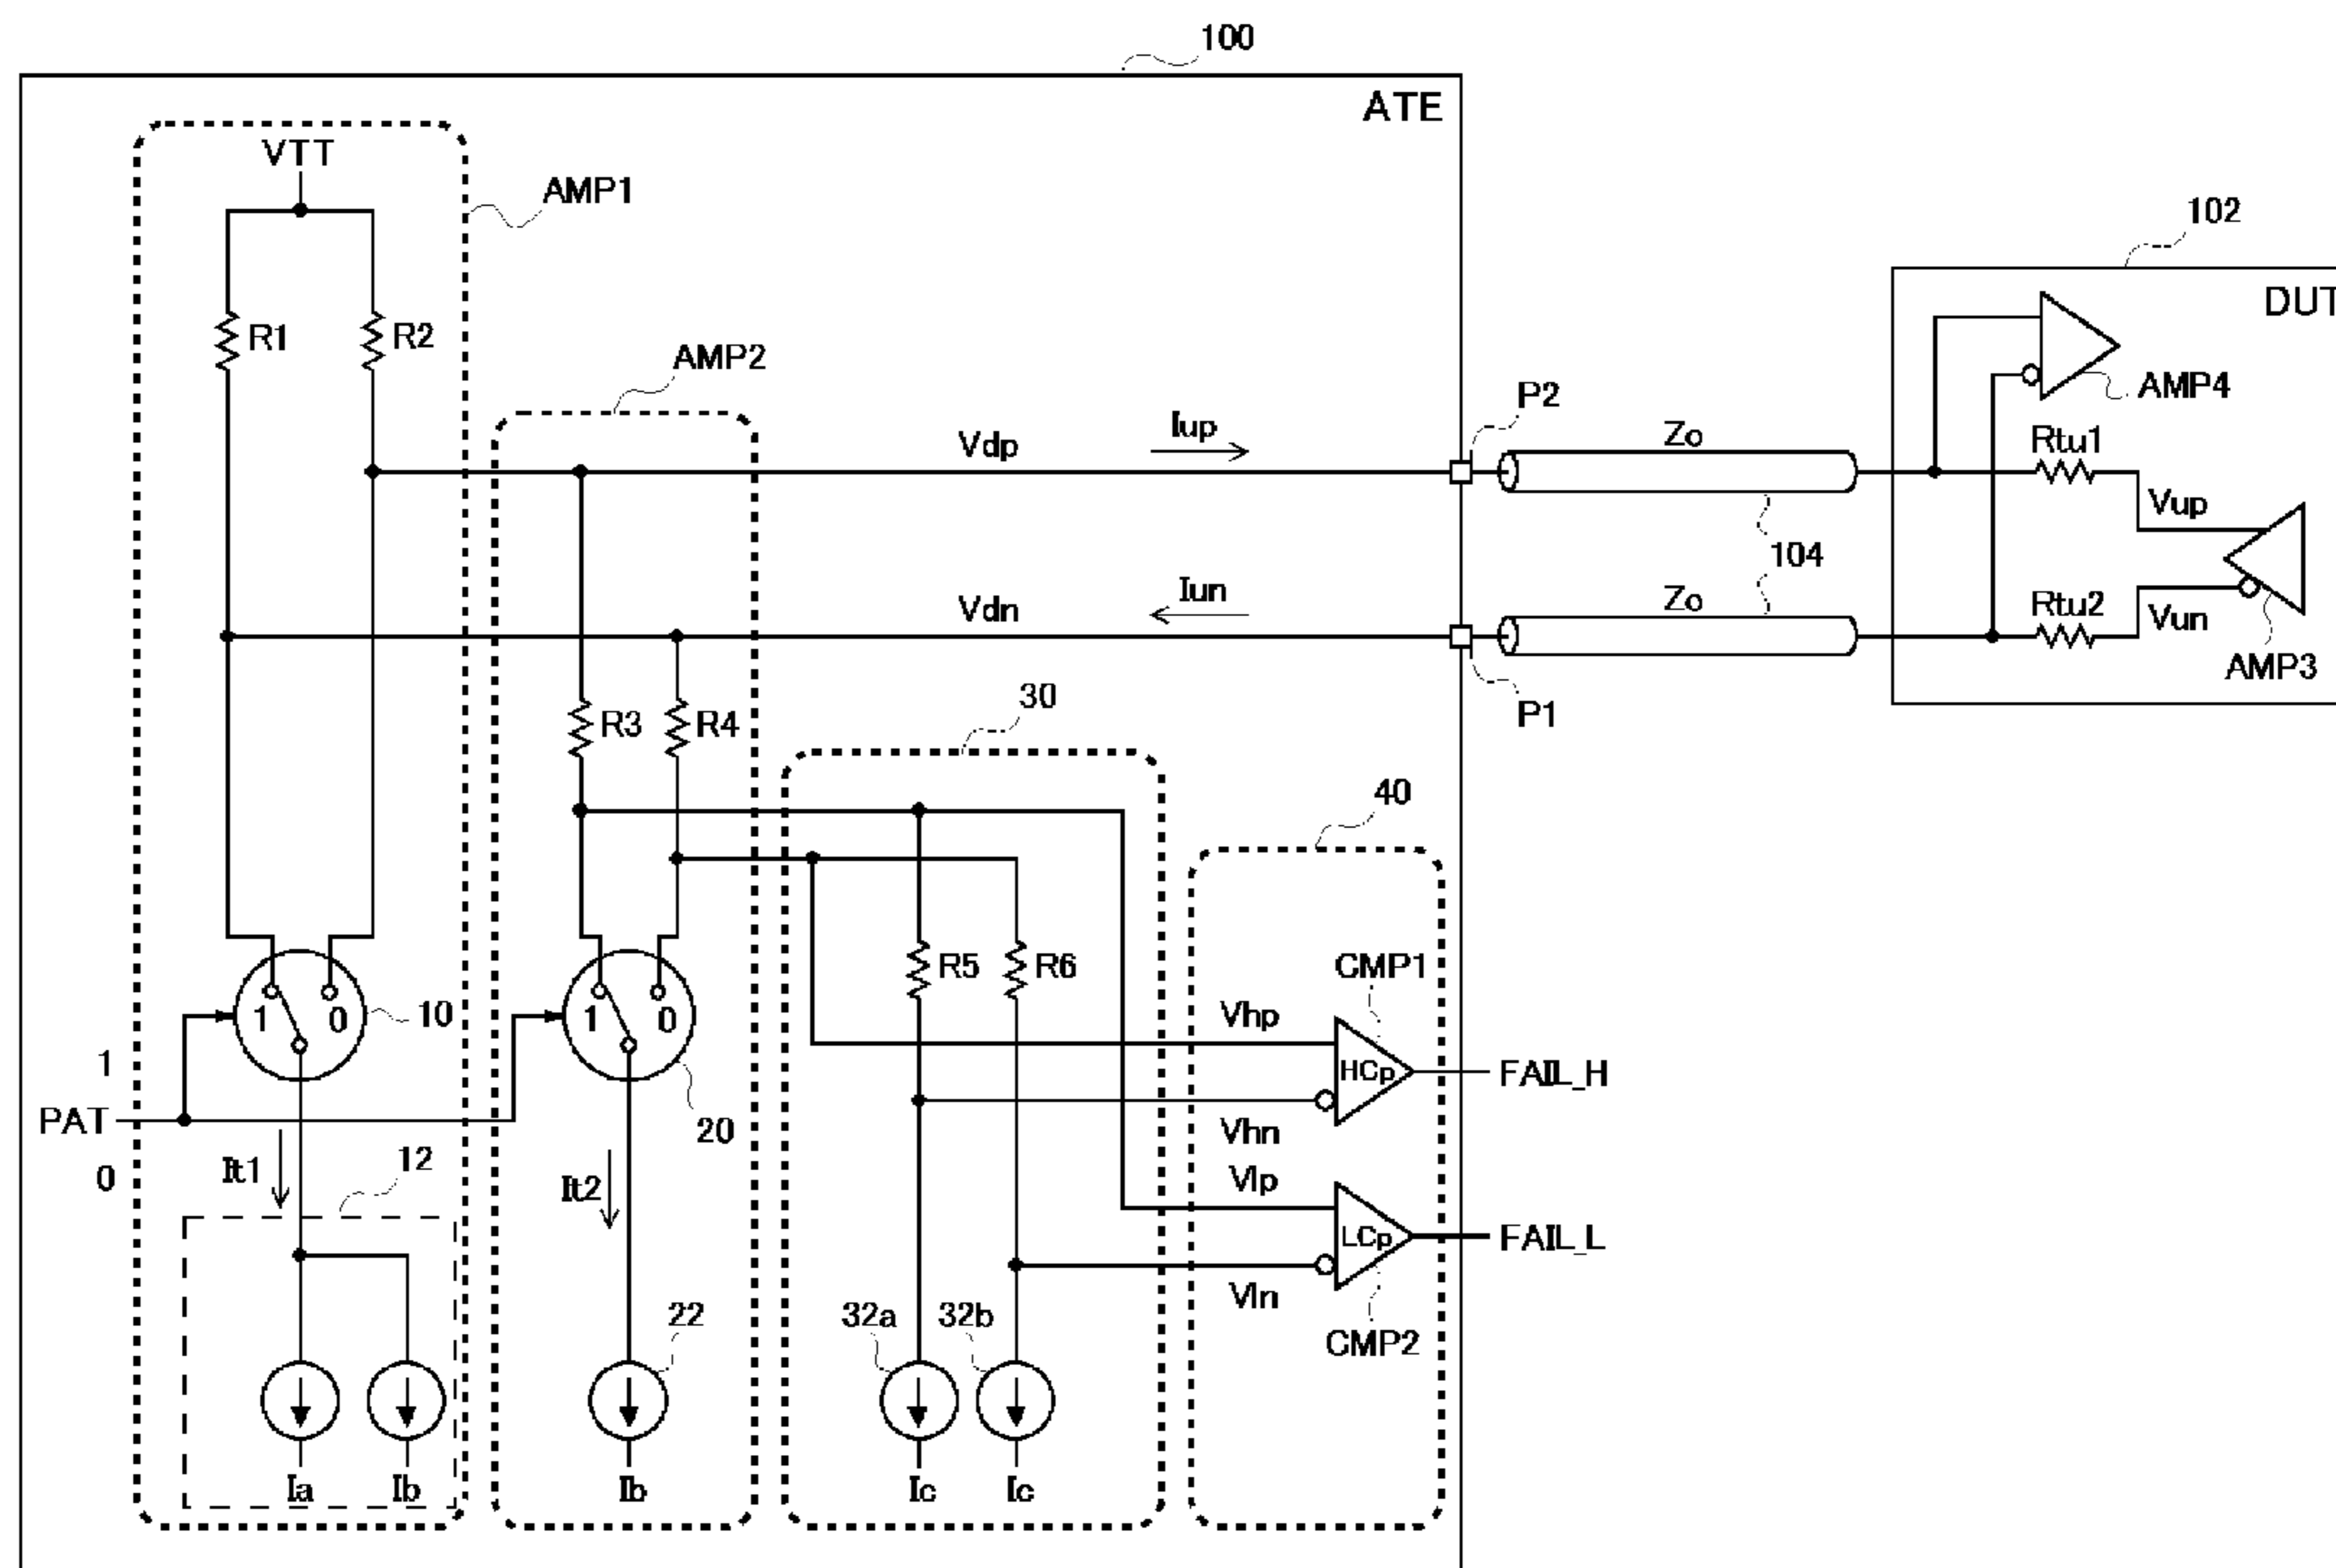 100
ATE
VTT
AMP1
102
DUT
R1
R2
AMP2
P2
AMP4
Vdp
Iup
Zo
Rtu1
Vup
104
Vdn
Iun
Zo
Rtu2
Vun
AMP3
P1
30
R3
R4
40
R5
R6
CMP1
1
0
10
1
0
Vhp
HCp
FAIL_H
1
PAT
0
20
Vhn
It1
12
It2
Vlp
LCp
FAIL_L
Vln
32a
32b
22
CMP2
Ia
Ib
Ib
Ic
Ic